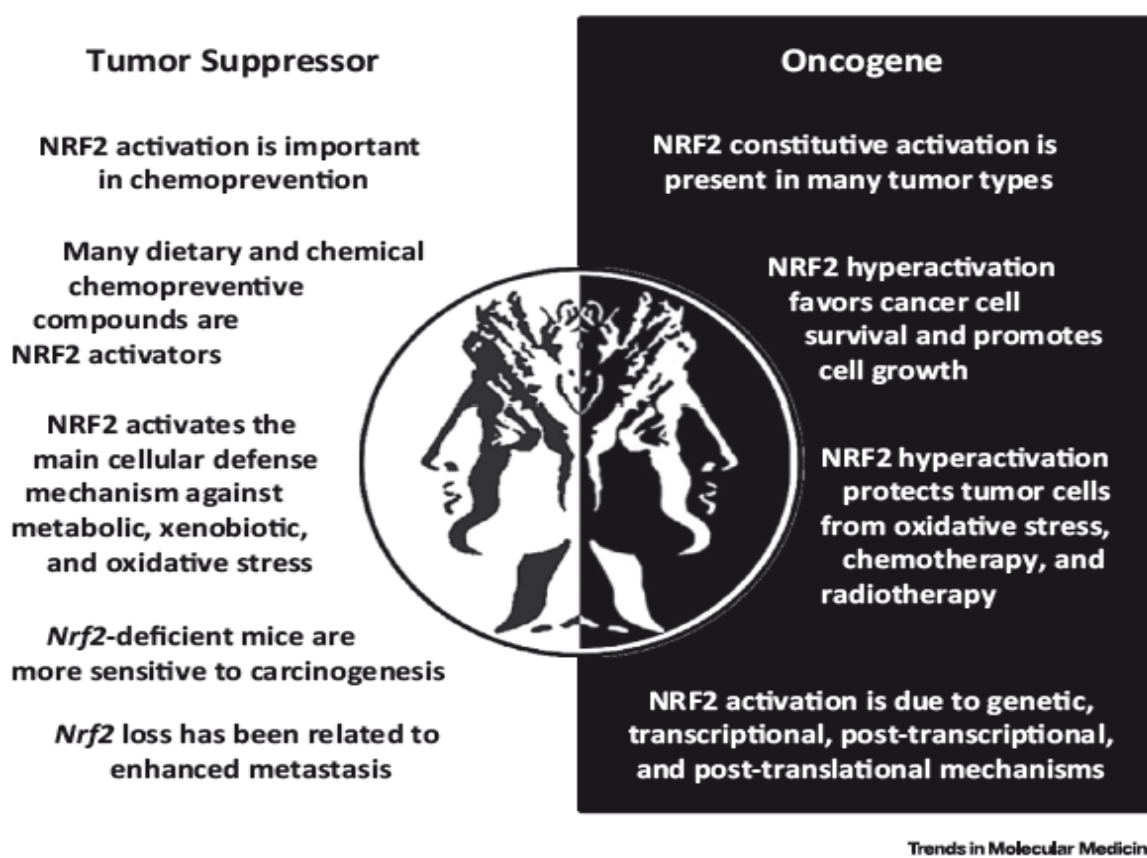 Tumor Suppressor
NRF2 activation is important
in chemoprevention
Many dietary and chemical
chemopreventive
compounds are
NRF2 activators
NRF2 activates the
main cellular defense
mechanism against
metabolic, xenobiotic,
and oxidative stress
Nrf2-deficient mice are
more sensitive to carcinogenesis
Nrf2 loss has been related to
enhanced metastasis
Oncogene
NRF2 constitutive activation is
present in many tumor types
NRF2 hyperactivation
favors cancer cell
survival and promotes
cell growth
NRF2 hyperactivation
protects tumor cells
from oxidative stress,
chemotherapy, and
radiotherapy
NRF2 activation is due to genetic,
transcriptional, post-transcriptional,
and post-translational mechanisms
Trends in Molecular Medicin